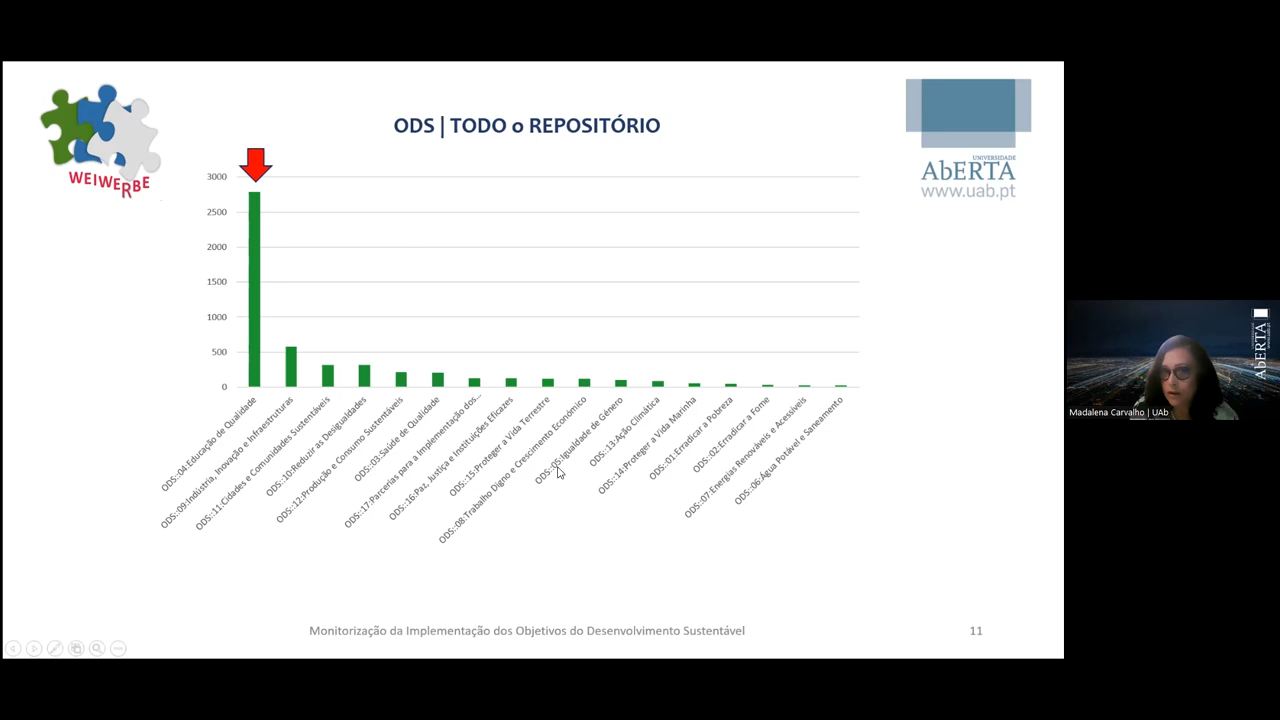 WEIWERBE
ODS | TODO o REPOSITÓRIO
UNIVERSIDADE
AbERTA
www.uab.pt
3000
2500
2000
1500
1000
500
0
ODS::04:Educação de Qualidade
ODS::09:Indústria, Inovação e Infraestruturas
ODS::11:Cidades e Comunidades Sustentáveis
ODS::10:Reduzir as Desigualdades
ODS::12:Produção e Consumo Sustentáveis
ODS::03:Saúde de Qualidade
ODS::17:Parcerias para a Implementação dos...
ODS::16:Paz, Justiça e Instituições Eficazes
ODS::15:Proteger a Vida Terrestre
ODS::08:Trabalho Digno e Crescimento Económico
ODS::05:Igualdade de Género
ODS::13:Ação Climática
ODS::14:Proteger a Vida Marinha
ODS::01:Erradicar a Pobreza
ODS::02:Erradicar a Fome
ODS::07:Energias Renováveis e Acessíveis
ODS::06:Água Potável e Saneamento
Monitorização da Implementação dos Objetivos do Desenvolvimento Sustentável
11
AbERTA
Madalena Carvalho | UAb